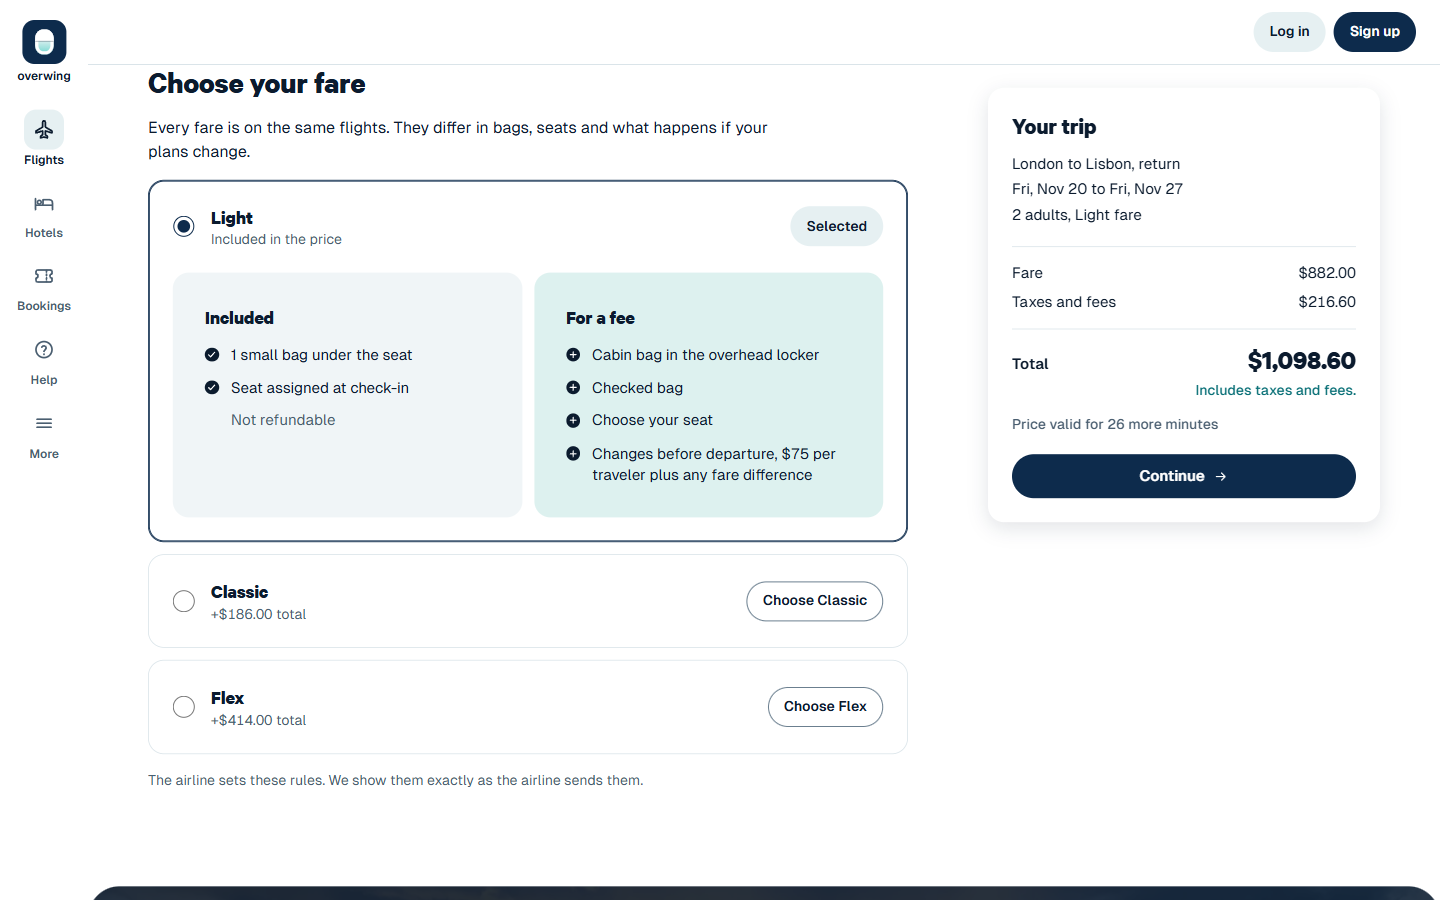 overwing
Flights
Hotels
Bookings
Help
More
Log in
Sign up
Choose your fare
Every fare is on the same flights. They differ in bags, seats and what happens if your
plans change.
Light
Included in the price
Selected
Included
1 small bag under the seat
Seat assigned at check-in
Not refundable
For a fee
Cabin bag in the overhead locker
Checked bag
Choose your seat
Changes before departure, $75 per
traveler plus any fare difference
Classic
+$186.00 total
Choose Classic
Flex
+$414.00 total
Choose Flex
The airline sets these rules. We show them exactly as the airline sends them.
Your trip
London to Lisbon, return
Fri, Nov 20 to Fri, Nov 27
2 adults, Light fare
Fare $882.00
Taxes and fees $216.60
Total $1,098.60
Includes taxes and fees.
Price valid for 26 more minutes
Continue →